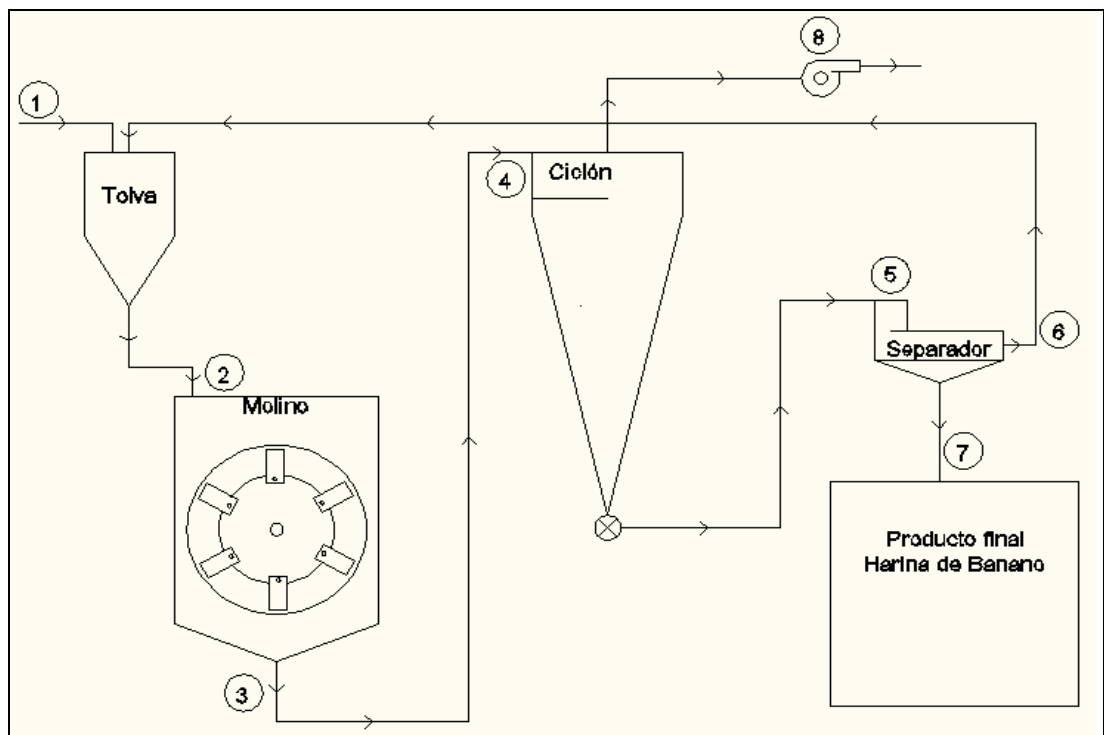 8
1
Tolva
4
Ciclón
5
Separador
6
2
Molino
7
Producto final
Harina de Banano
3